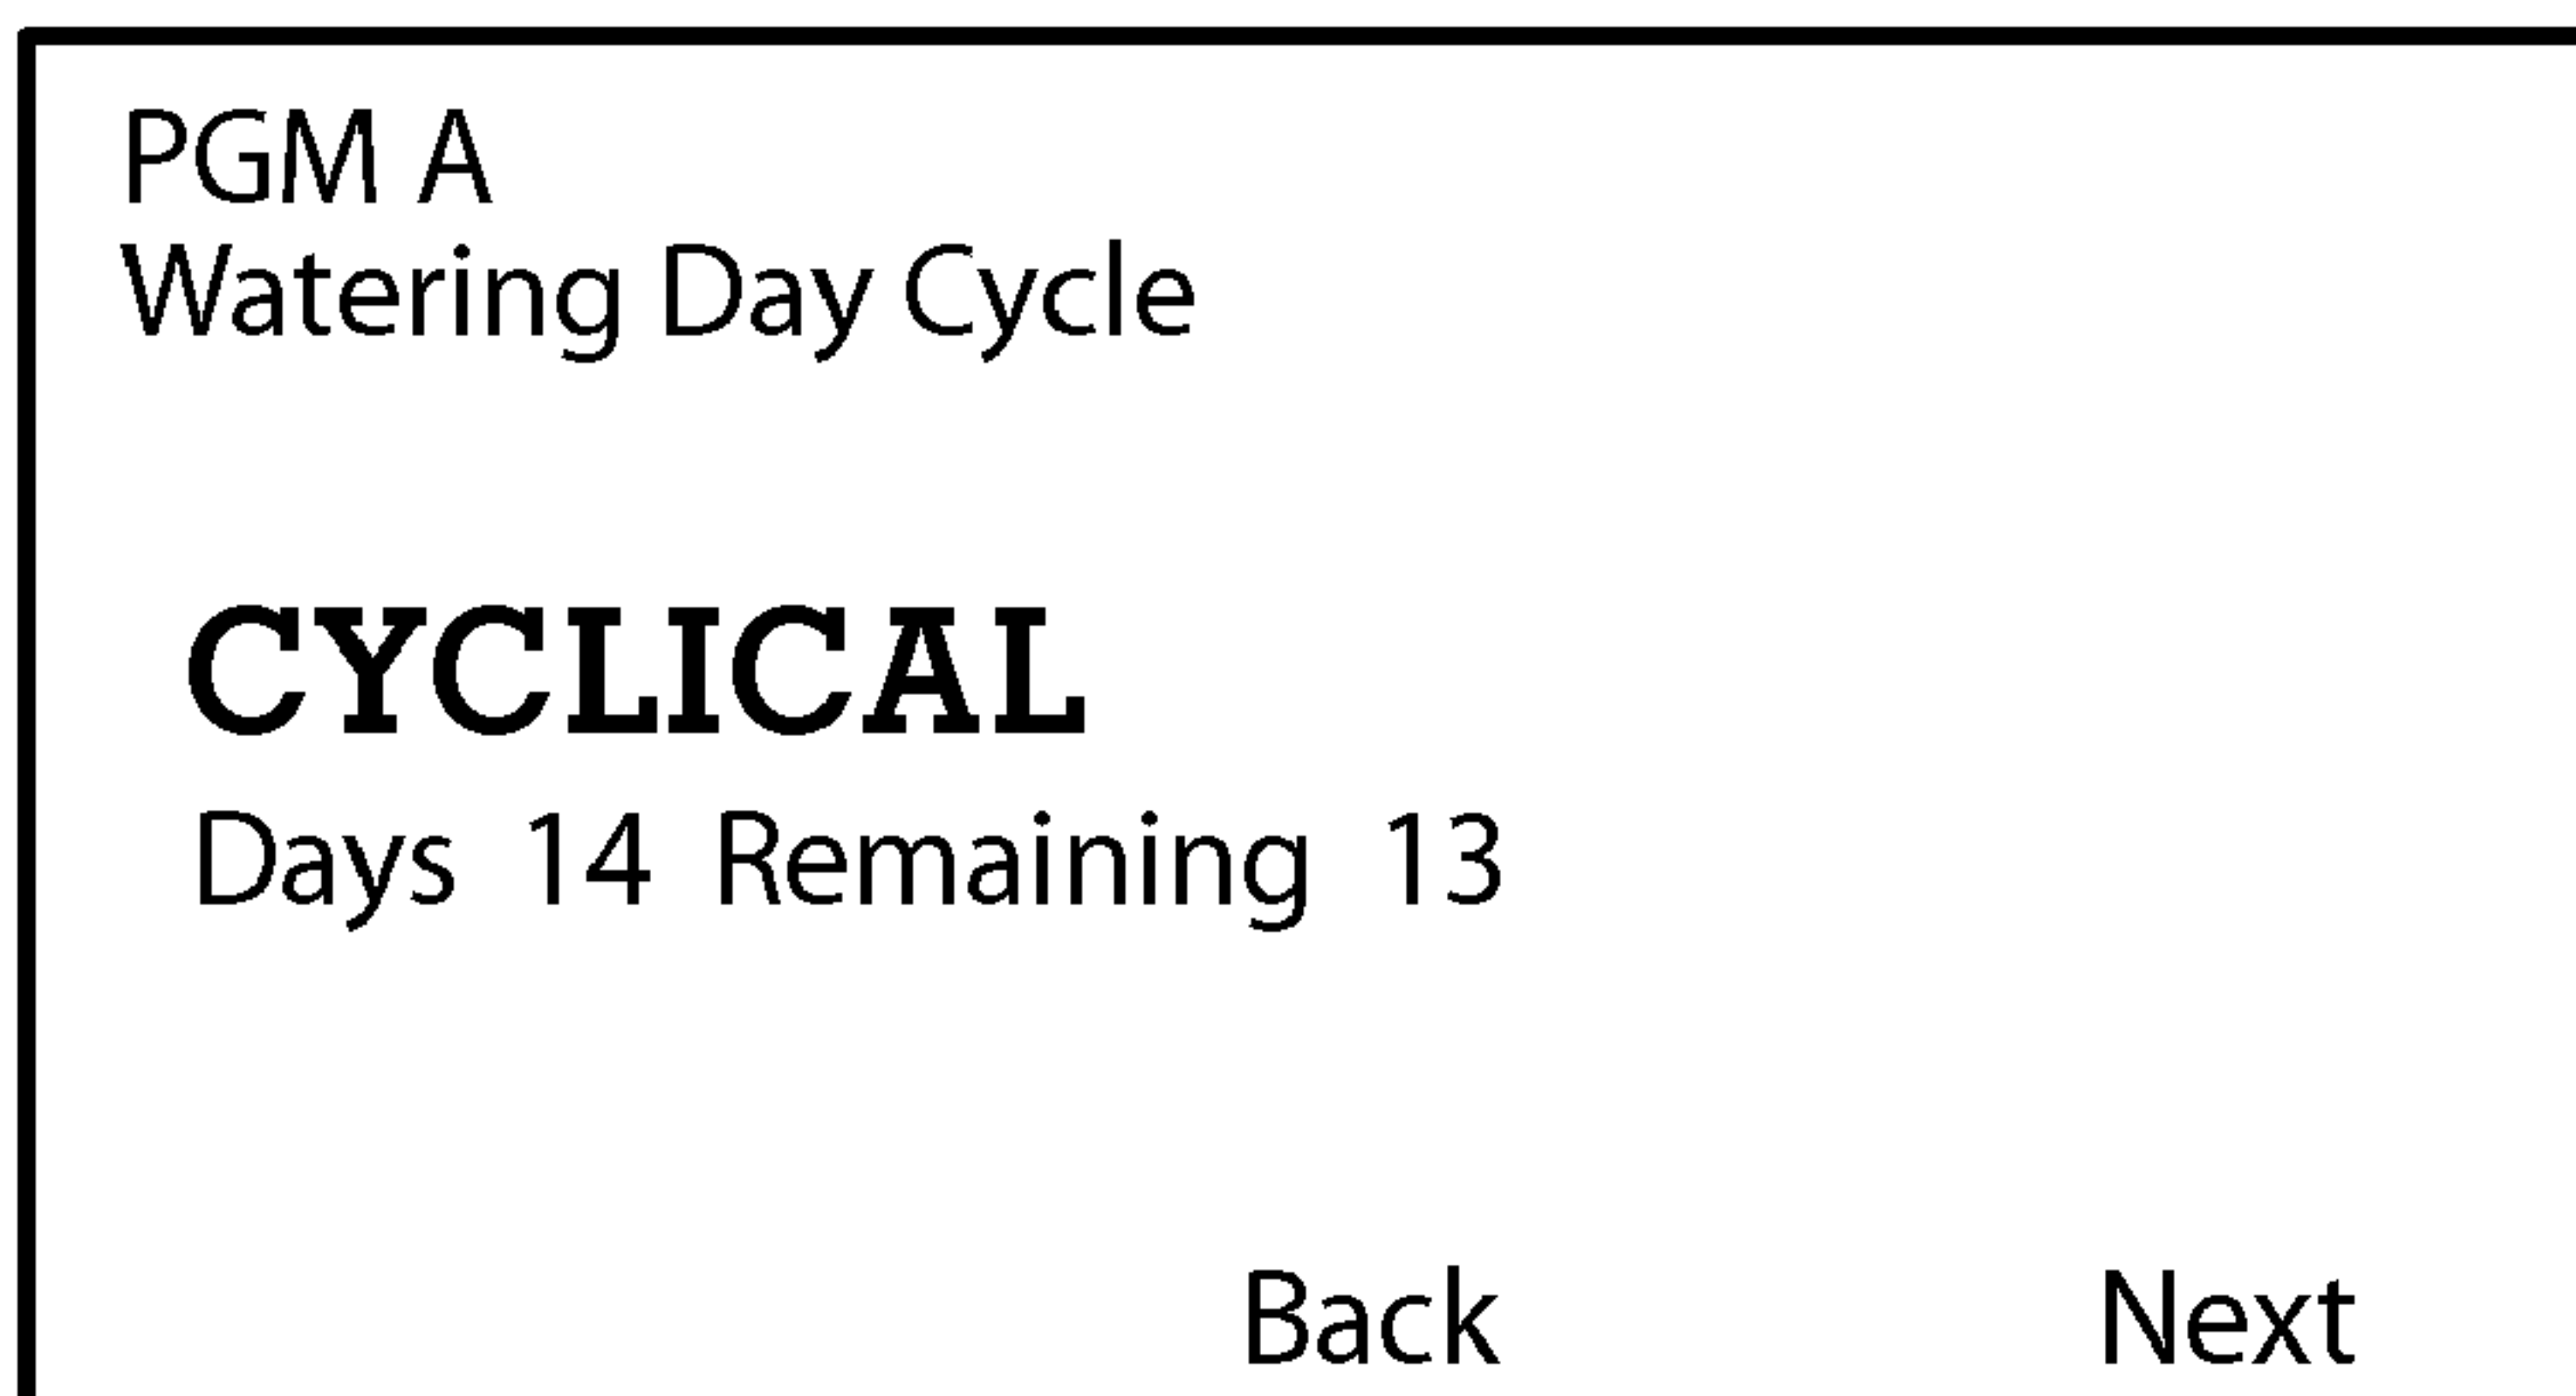 PGM A
Watering Day Cycle
CYCLICAL
Days 14 Remaining 13
Back Next